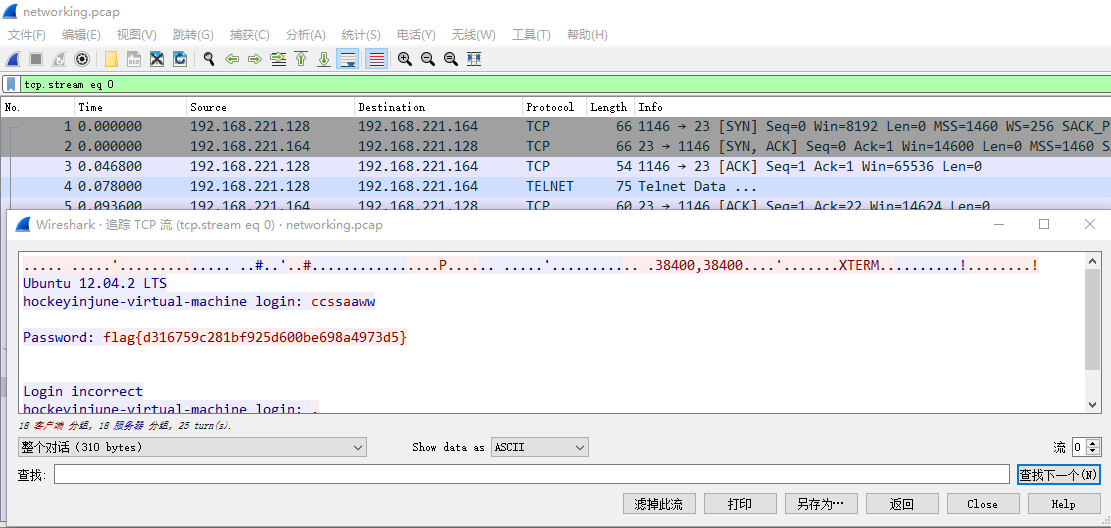 networking.pcap
文件(F) 编辑(E) 视图(V) 跳转(G) 捕获(C) 分析(A) 统计(S) 电话(Y) 无线(W) 工具(T) 帮助(H)
tcp.stream eq 0
No. Time Source Destination Protocol Length Info
1 0.000000 192.168.221.128 192.168.221.164 TCP 66 1146 → 23 [SYN] Seq=0 Win=8192 Len=0 MSS=1460 WS=256 SACK_P
2 0.000000 192.168.221.164 192.168.221.128 TCP 66 23 → 1146 [SYN, ACK] Seq=0 Ack=1 Win=14600 Len=0 MSS=1460 SA
3 0.046800 192.168.221.128 192.168.221.164 TCP 54 1146 → 23 [ACK] Seq=1 Ack=1 Win=65536 Len=0
4 0.078000 192.168.221.128 192.168.221.164 TELNET 75 Telnet Data ...
5 0.093600 192.168.221.164 192.168.221.128 TCP 60 23 → 1146 [ACK] Seq=1 Ack=22 Win=14624 Len=0
Wireshark · 追踪 TCP 流 (tcp.stream eq 0) · networking.pcap
..... .....'.............. ..#..'..#................P...... .....'.......... .38400,38400....'.......XTERM..........!........!
Ubuntu 12.04.2 LTS
hockeyinjune-virtual-machine login: ccssaaww
Password: flag{d316759c281bf925d600be698a4973d5}
Login incorrect
hockeyinjune-virtual-machine login: .
18 客户端 分组, 18 服务器 分组, 25 turn(s).
整个对话 (310 bytes) Show data as ASCII 流 0
查找: 查找下一个(N)
滤掉此流 打印 另存为… 返回 Close Help